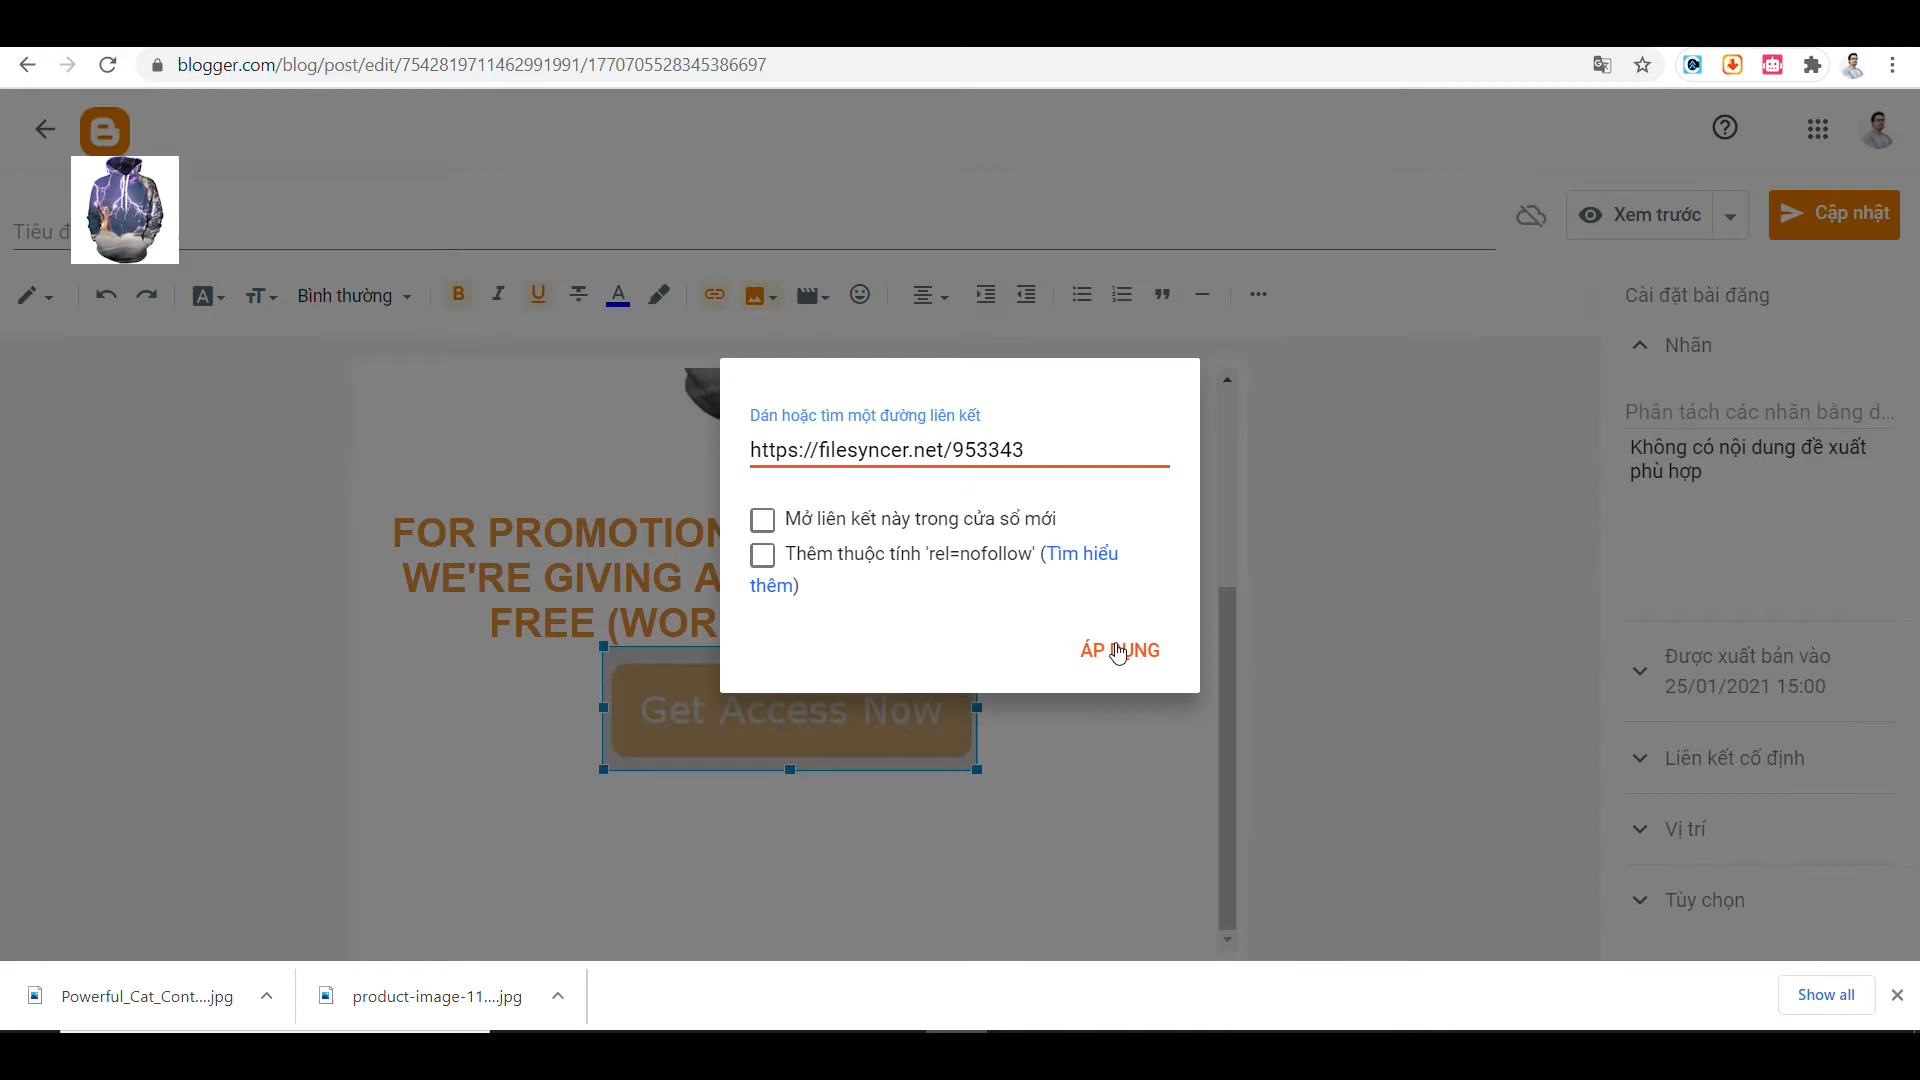 blogger.com/blog/post/edit/7542819711462991991/1770705528345386697
Tiêu đ
Xem trước
Cập nhật
Bình thường
Cài đặt bài đăng
Nhãn
Phân tách các nhãn bằng d...
Không có nội dung đề xuất
phù hợp
Dán hoặc tìm một đường liên kết
https://filesyncer.net/953343
Mở liên kết này trong cửa sổ mới
Thêm thuộc tính 'rel=nofollow' (Tìm hiểu
thêm)
ÁP DỤNG
FOR PROMOTION
WE'RE GIVING A
FREE (WOR
Get Access Now
Được xuất bản vào
25/01/2021 15:00
Liên kết cố định
Vị trí
Tùy chọn
Powerful_Cat_Cont....jpg
product-image-11....jpg
Show all